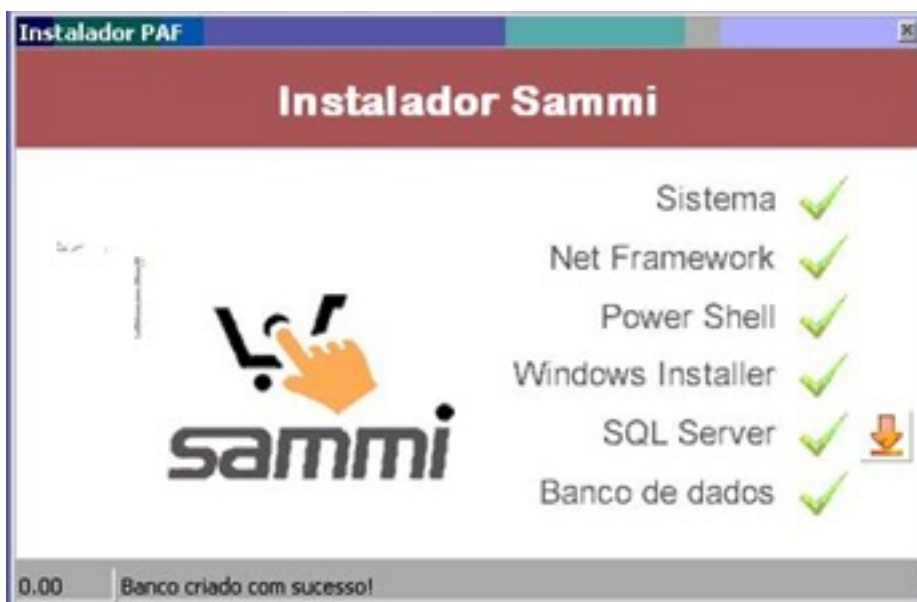 Instalador PAF
Instalador Sammi
Sistema
Net Framework
Power Shell
Windows Installer
SQL Server
Banco de dados
sammi
0.00 Banco criado com sucesso!